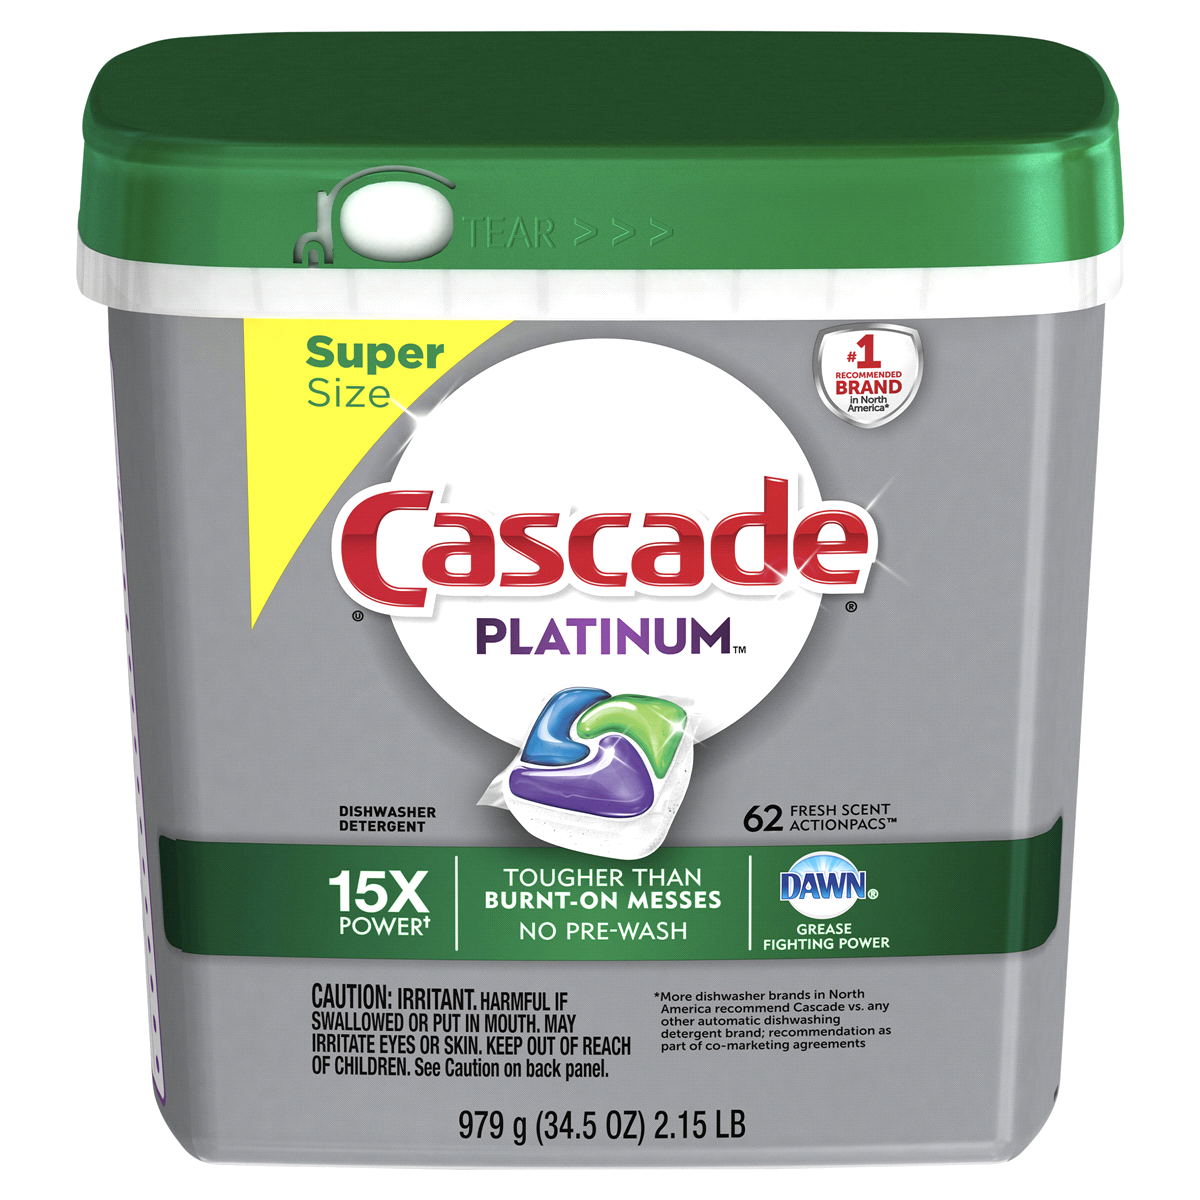 TEAR > > >
Super
Size
#1
RECOMMENDED
BRAND
in North
America*
Cascade®
Ⓤ
PLATINUM™
DISHWASHER
DETERGENT
62 FRESH SCENT
ACTIONPACS™
15X
POWER†
TOUGHER THAN
BURNT-ON MESSES
NO PRE-WASH
DAWN®
GREASE
FIGHTING POWER
CAUTION: IRRITANT. HARMFUL IF
SWALLOWED OR PUT IN MOUTH. MAY
IRRITATE EYES OR SKIN. KEEP OUT OF REACH
OF CHILDREN. See Caution on back panel.
*More dishwasher brands in North
America recommend Cascade vs. any
other automatic dishwashing
detergent brand; recommendation as
part of co-marketing agreements
979 g (34.5 OZ) 2.15 LB